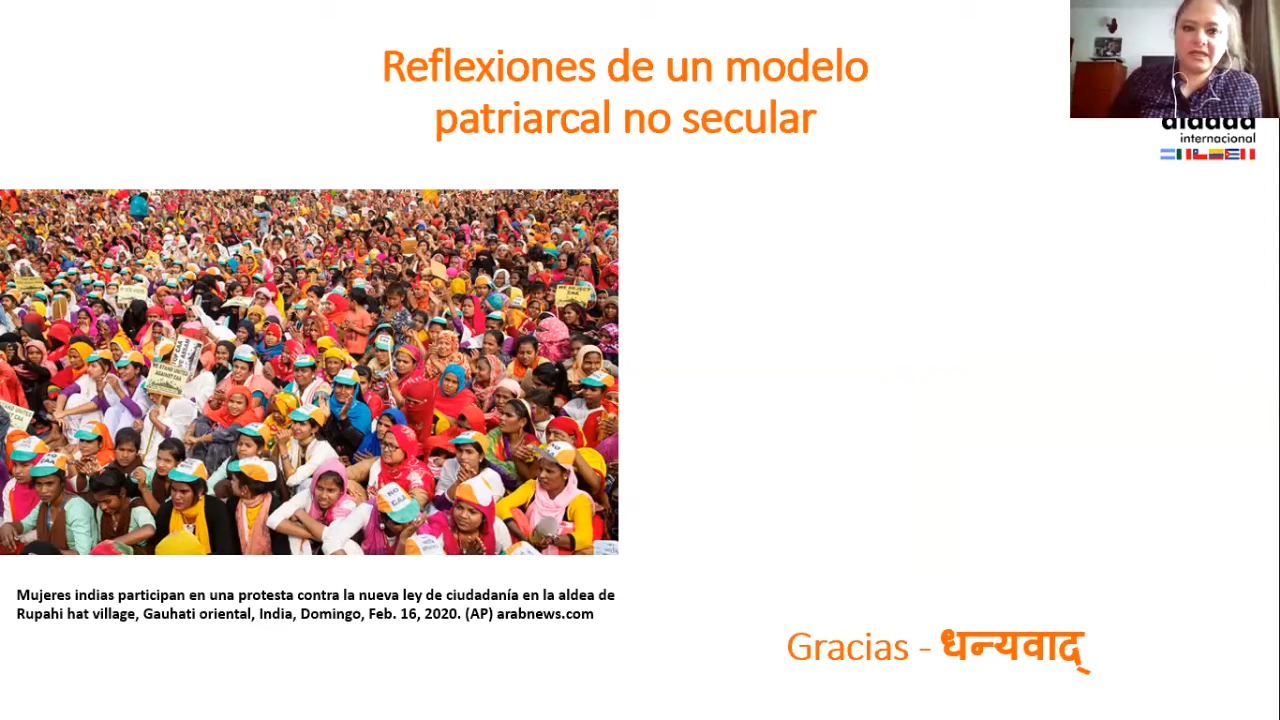 Reflexiones de un modelo
patriarcal no secular
internacional
NO
CAA
Mujeres indias participan en una protesta contra la nueva ley de ciudadanía en la aldea de
Rupahi hat village, Gauhati oriental, India, Domingo, Feb. 16, 2020. (AP) arabnews.com
Gracias - धन्यवाद्